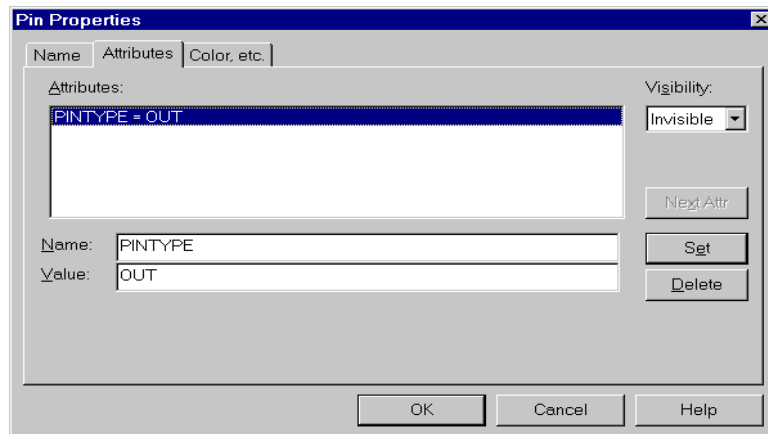 Pin Properties
Name Attributes Color, etc.
Attributes: Visibility:
PINTYPE = OUT Invisible
Next Attr
Name: PINTYPE Set
Value: OUT Delete
OK Cancel Help